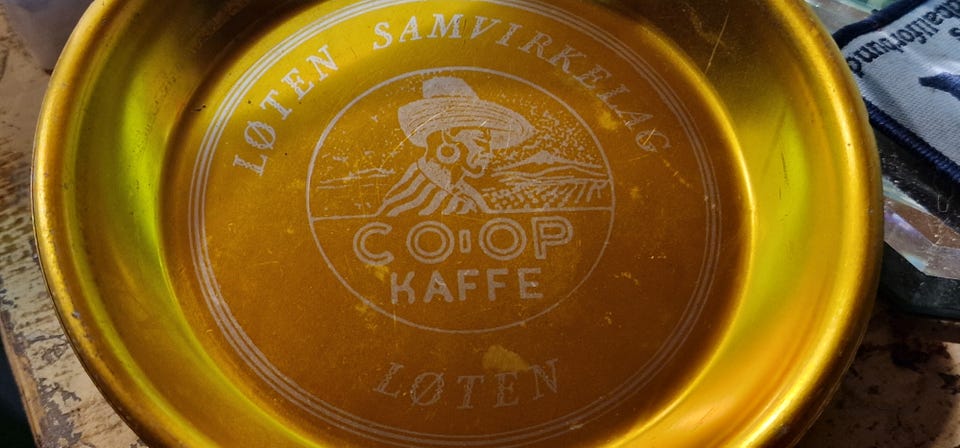 LØTEN SAMVIRKELAG
CO-OP
KAFFE
LØTEN